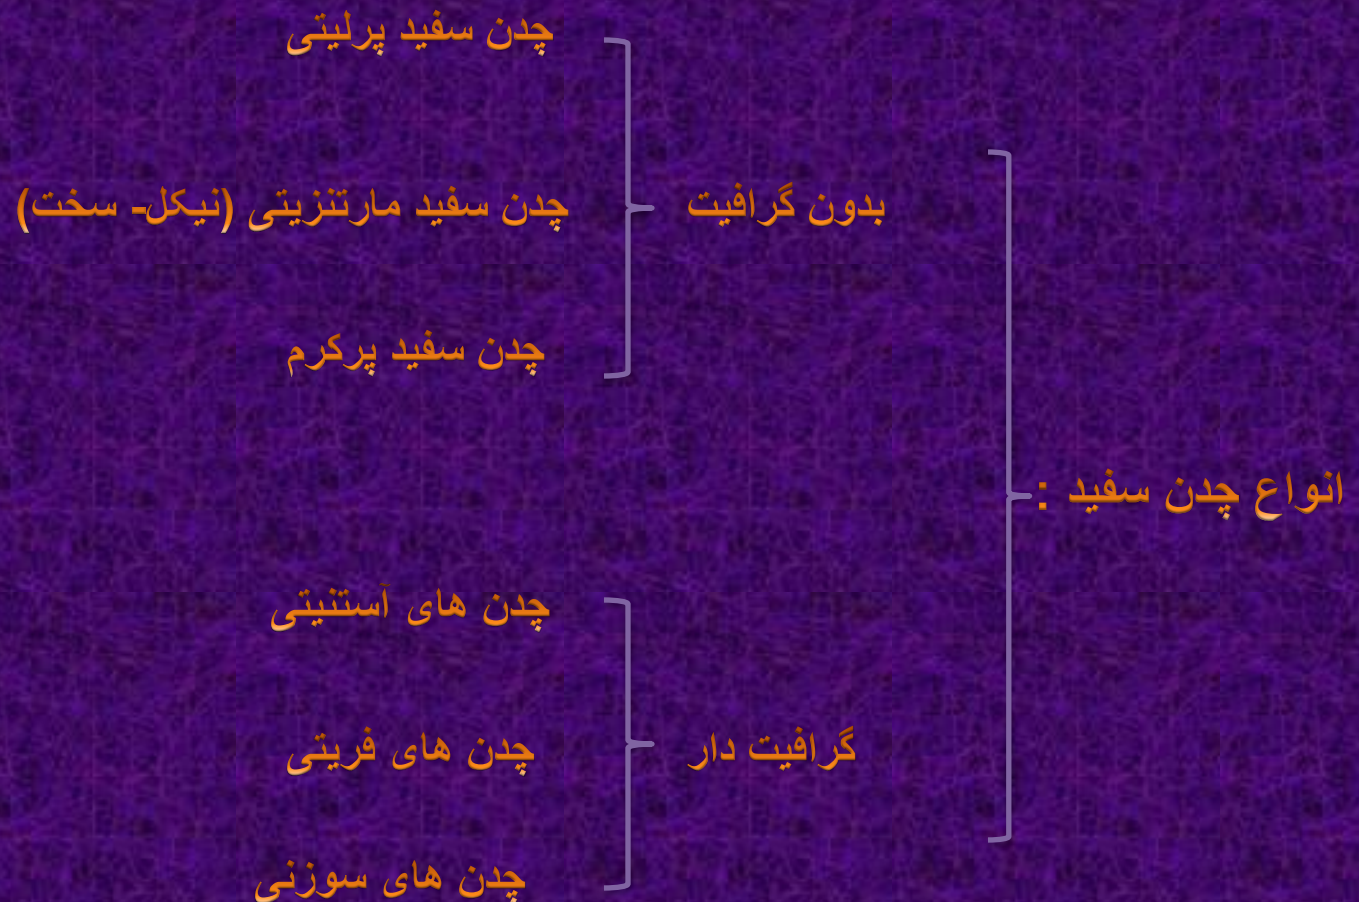 انواع چدن سفید :
بدون گرافیت
چدن سفید پرلیتی
چدن سفید مارتنزیتی (نیکل- سخت)
چدن سفید پرکرم
گرافیت دار
چدن های آستنیتی
چدن های فریتی
چدن های سوزنی